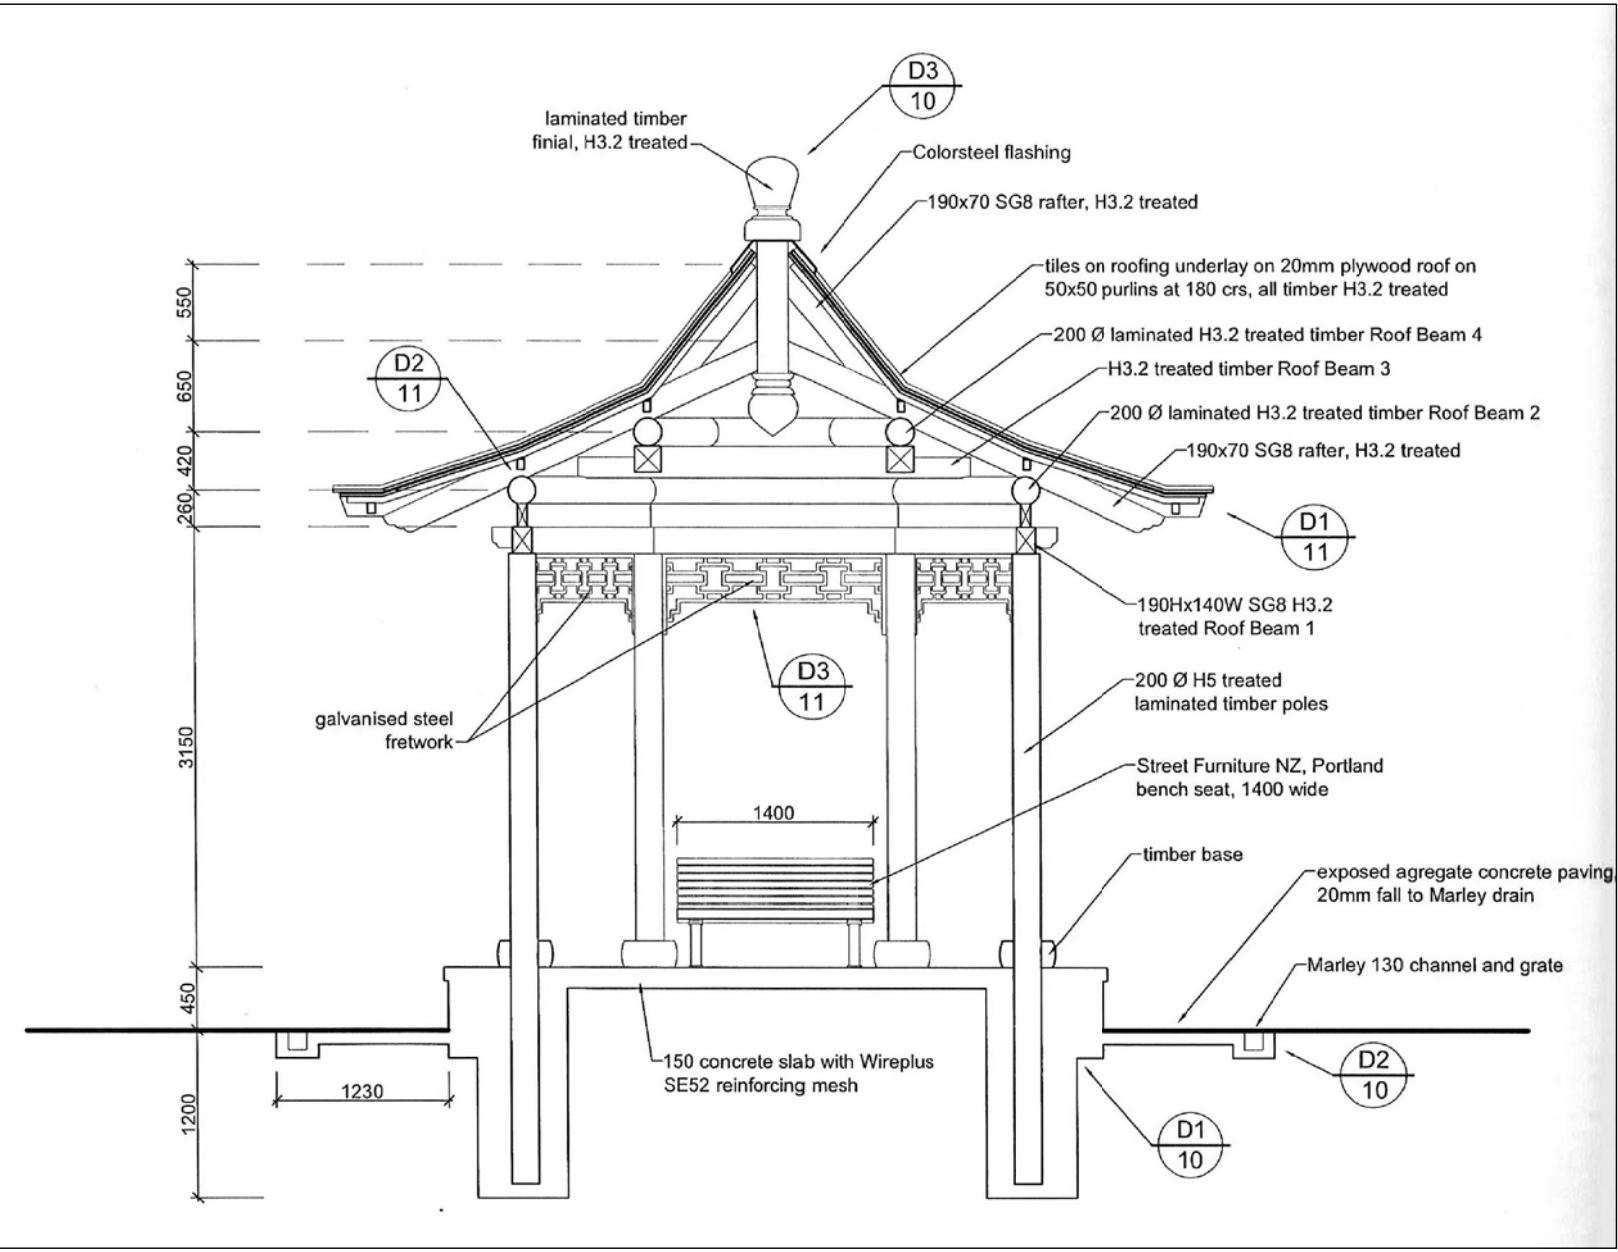 D3
10
laminated timber
finial, H3.2 treated
Colorsteel flashing
190x70 SG8 rafter, H3.2 treated
tiles on roofing underlay on 20mm plywood roof on
50x50 purlins at 180 crs, all timber H3.2 treated
200 Ø laminated H3.2 treated timber Roof Beam 4
H3.2 treated timber Roof Beam 3
200 Ø laminated H3.2 treated timber Roof Beam 2
190x70 SG8 rafter, H3.2 treated
D2
11
550
650
420
260
D1
11
190Hx140W SG8 H3.2
treated Roof Beam 1
D3
11
200 Ø H5 treated
laminated timber poles
galvanised steel
fretwork
3150
Street Furniture NZ, Portland
bench seat, 1400 wide
1400
timber base
exposed agregate concrete paving,
20mm fall to Marley drain
Marley 130 channel and grate
450
150 concrete slab with Wireplus
SE52 reinforcing mesh
1230
1200
D2
10
D1
10